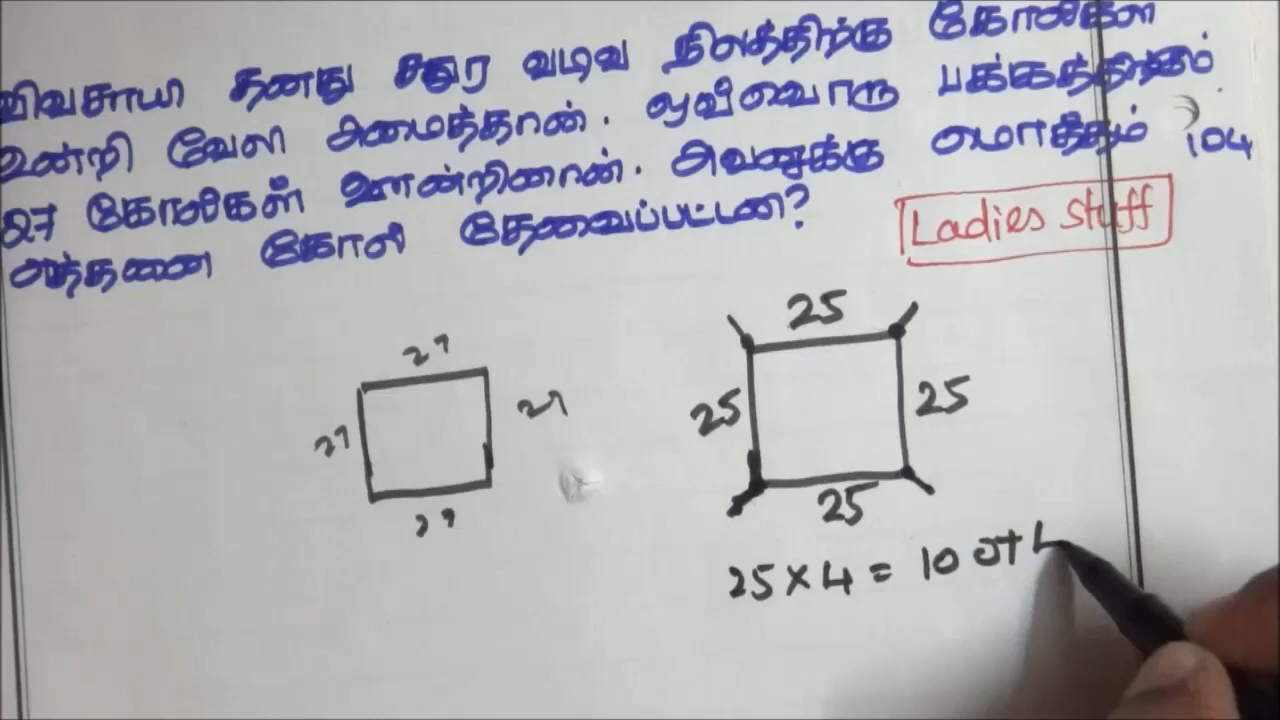 விவசாயி தனது சதுர வடிவ நிலத்திற்கு கோலிகள்
ஊன்றி வேலி அமைத்தான். ஒவ்வொரு பக்கத்திலும்
27 கோலிகள் ஊன்றினான். அவனுக்கு மொத்தம் 104
எத்தனை கோலி தேவைப்பட்டன?
Ladies stuff
27
27
27
27
25
25
25
25
25 × 4 = 100 + 4